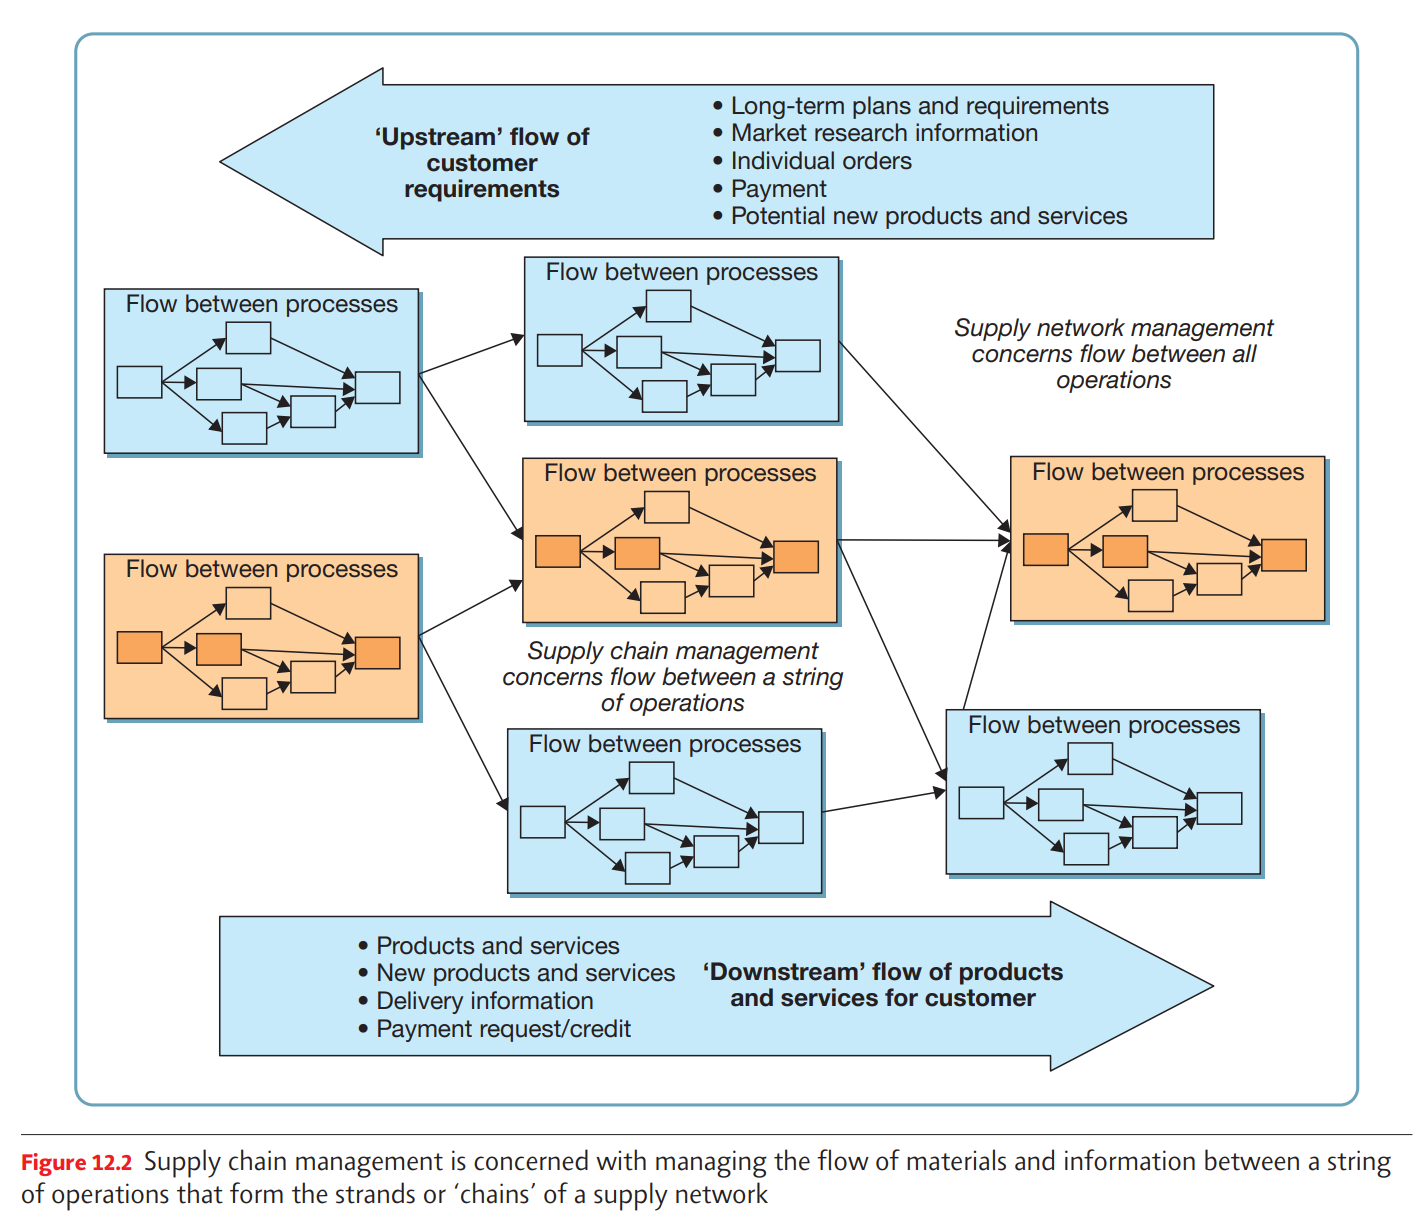 ‘Upstream’ flow of
customer
requirements
• Long-term plans and requirements
• Market research information
• Individual orders
• Payment
• Potential new products and services
Flow between processes
Flow between processes
Supply network management
concerns flow between all
operations
Flow between processes
Flow between processes
Flow between processes
Supply chain management
concerns flow between a string
of operations
Flow between processes
Flow between processes
• Products and services
• New products and services
• Delivery information
• Payment request/credit
‘Downstream’ flow of products
and services for customer
Figure 12.2 Supply chain management is concerned with managing the flow of materials and information between a string
of operations that form the strands or ‘chains’ of a supply network